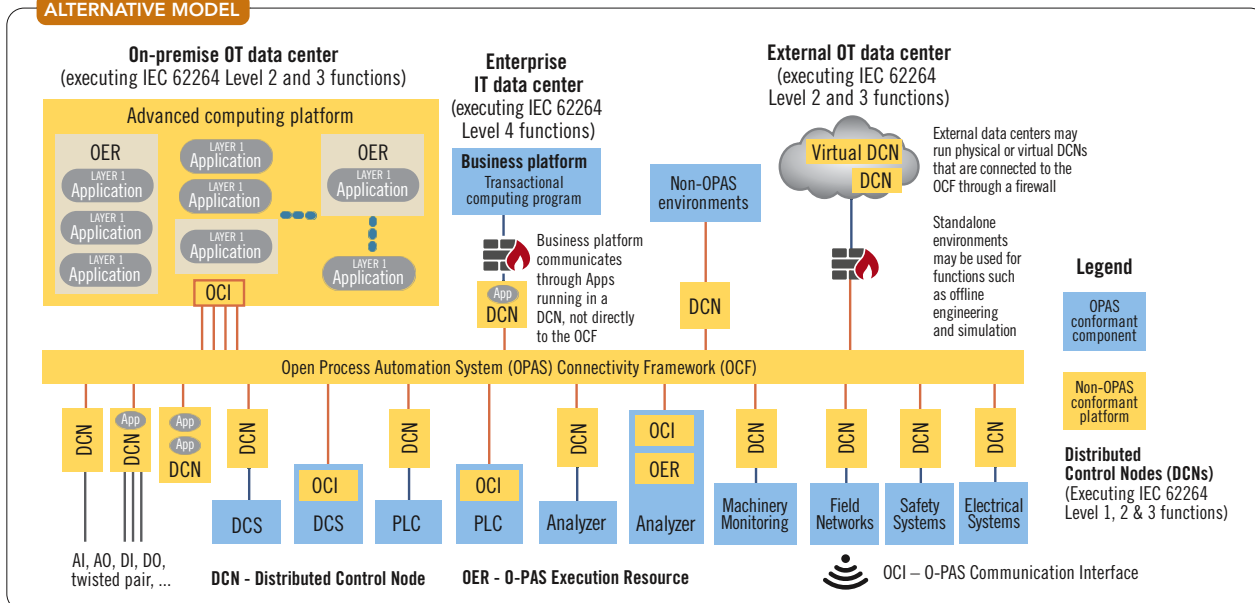 ALTERNATIVE MODEL
On-premise OT data center
(executing IEC 62264 Level 2 and 3 functions)
Advanced computing platform
OER
LAYER 1
Application
LAYER 1
Application
LAYER 1
Application
LAYER 1
Application
LAYER 1
Application
LAYER 1
Application
OER
LAYER 1
Application
LAYER 1
Application
OCI
Enterprise
IT data center
(executing IEC 62264
Level 4 functions)
Business platform
Transactional
computing program
Business platform
communicates
through Apps
running in a
DCN, not directly
to the OCF
App
DCN
Non-OPAS
environments
DCN
External OT data center
(executing IEC 62264
Level 2 and 3 functions)
Virtual DCN
DCN
External data centers may
run physical or virtual DCNs
that are connected to the
OCF through a firewall
Standalone
environments
may be used for
functions such
as offline
engineering
and simulation
Legend
OPAS
conformant
component
Non-OPAS
conformant
platform
Distributed
Control Nodes (DCNs)
(Executing IEC 62264
Level 1, 2 & 3 functions)
Open Process Automation System (OPAS) Connectivity Framework (OCF)
DCN
App
DCN
App
App
DCN
DCN
DCS
OCI
DCS
DCN
PLC
OCI
PLC
DCN
Analyzer
OCI
OER
Analyzer
DCN
Machinery
Monitoring
DCN
Field
Networks
DCN
Safety
Systems
DCN
Electrical
Systems
AI, AO, DI, DO,
twisted pair, ...
DCN - Distributed Control Node
OER - O-PAS Execution Resource
OCI – O-PAS Communication Interface